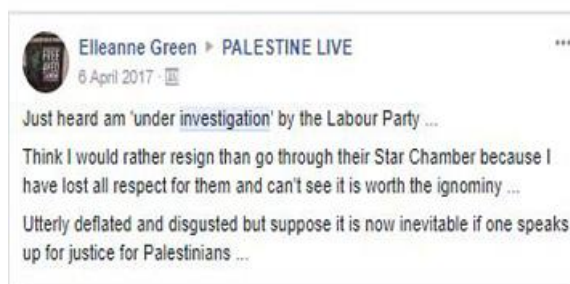 Elleanne Green ▸ PALESTINE LIVE
6 April 2017 ·
Just heard am 'under investigation' by the Labour Party ...
Think I would rather resign than go through their Star Chamber because I
have lost all respect for them and can't see it is worth the ignominy ...
Utterly deflated and disgusted but suppose it is now inevitable if one speaks
up for justice for Palestinians ...